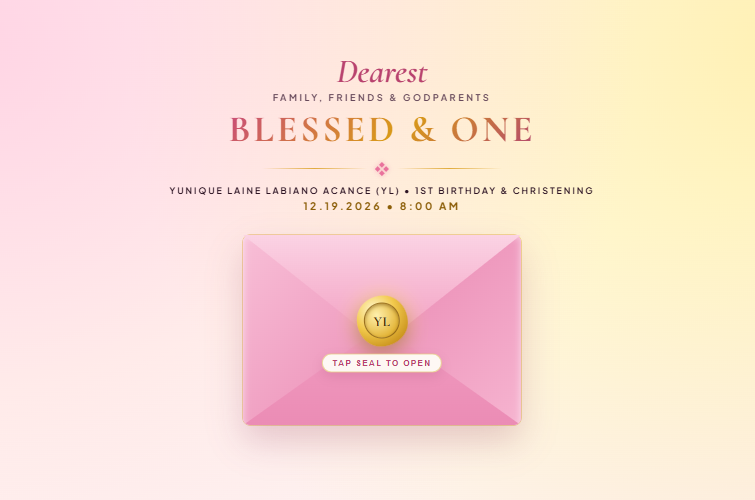 Dearest
FAMILY, FRIENDS & GODPARENTS
BLESSED & ONE
YUNIQUE LAINE LABIANO ACANCE (YL) • 1ST BIRTHDAY & CHRISTENING
12.19.2026 • 8:00 AM
YL
TAP SEAL TO OPEN